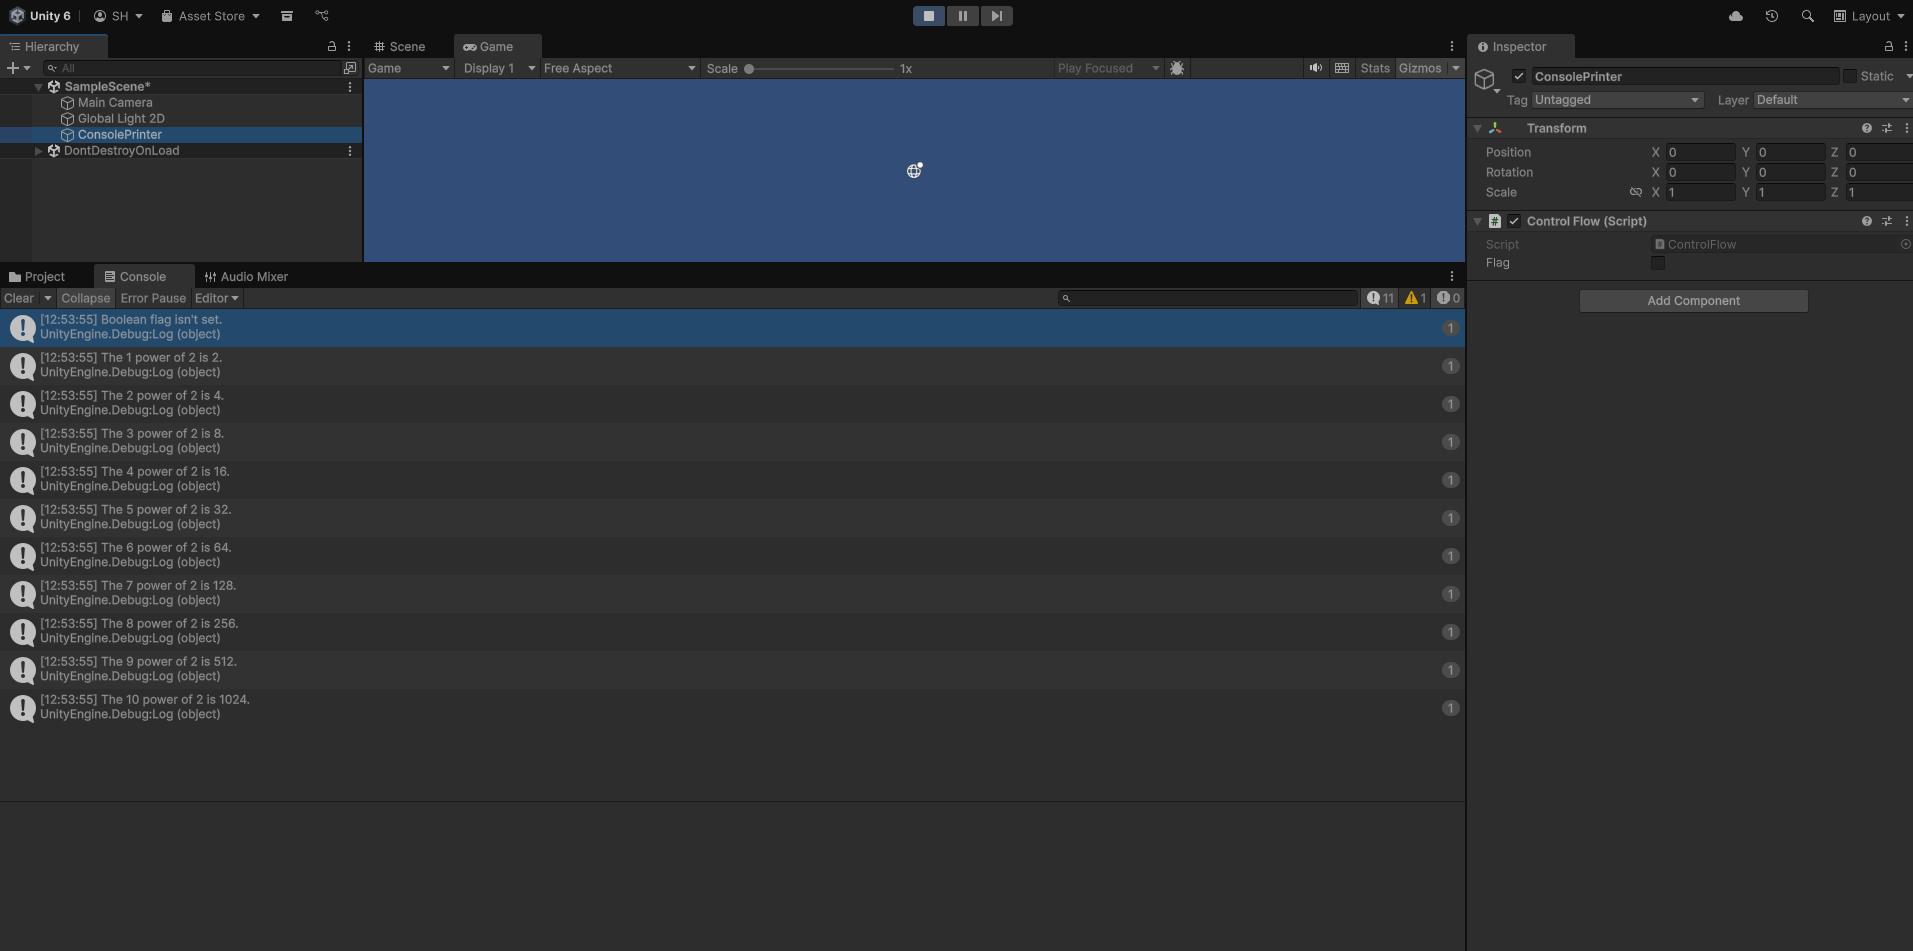 Unity 6 SH Asset Store Layout
Hierarchy
All
SampleScene*
Main Camera
Global Light 2D
ConsolePrinter
DontDestroyOnLoad
Scene Game
Game Display 1 Free Aspect Scale 1x Play Focused Stats Gizmos
Project Console Audio Mixer
Clear Collapse Error Pause Editor 11 1 0
[12:53:55] Boolean flag isn't set.
UnityEngine.Debug:Log (object)
1
[12:53:55] The 1 power of 2 is 2.
UnityEngine.Debug:Log (object)
1
[12:53:55] The 2 power of 2 is 4.
UnityEngine.Debug:Log (object)
1
[12:53:55] The 3 power of 2 is 8.
UnityEngine.Debug:Log (object)
1
[12:53:55] The 4 power of 2 is 16.
UnityEngine.Debug:Log (object)
1
[12:53:55] The 5 power of 2 is 32.
UnityEngine.Debug:Log (object)
1
[12:53:55] The 6 power of 2 is 64.
UnityEngine.Debug:Log (object)
1
[12:53:55] The 7 power of 2 is 128.
UnityEngine.Debug:Log (object)
1
[12:53:55] The 8 power of 2 is 256.
UnityEngine.Debug:Log (object)
1
[12:53:55] The 9 power of 2 is 512.
UnityEngine.Debug:Log (object)
1
[12:53:55] The 10 power of 2 is 1024.
UnityEngine.Debug:Log (object)
1
Inspector
ConsolePrinter Static
Tag Untagged Layer Default
Transform
Position X 0 Y 0 Z 0
Rotation X 0 Y 0 Z 0
Scale X 1 Y 1 Z 1
# Control Flow (Script)
Script ControlFlow
Flag
Add Component